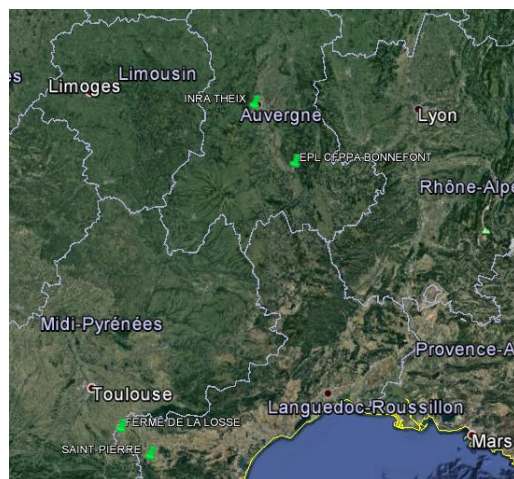 Limousin
Limoges
INRA THEIX
Auvergne
Lyon
EPL CFPPA BONNEFONT
Rhône-Alpe
Midi-Pyrénées
Provence-A
Toulouse
Languedoc-Roussillon
FERME DE LA LOSSE
SAINT-PIERRE
Mars